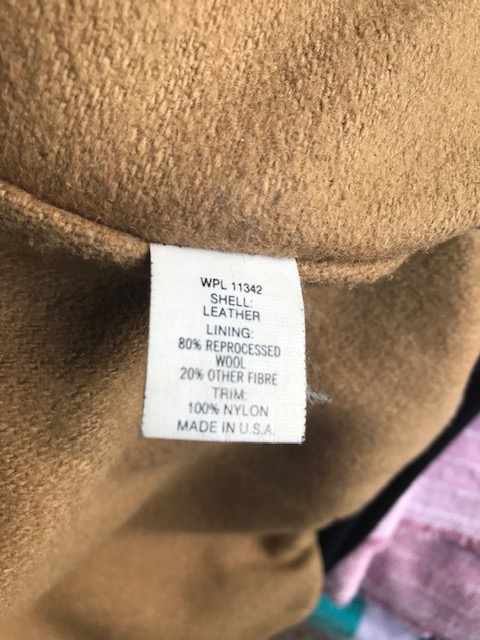 WPL 11342
SHELL:
LEATHER
LINING:
80% REPROCESSED
WOOL
20% OTHER FIBRE
TRIM:
100% NYLON
MADE IN U.S.A.